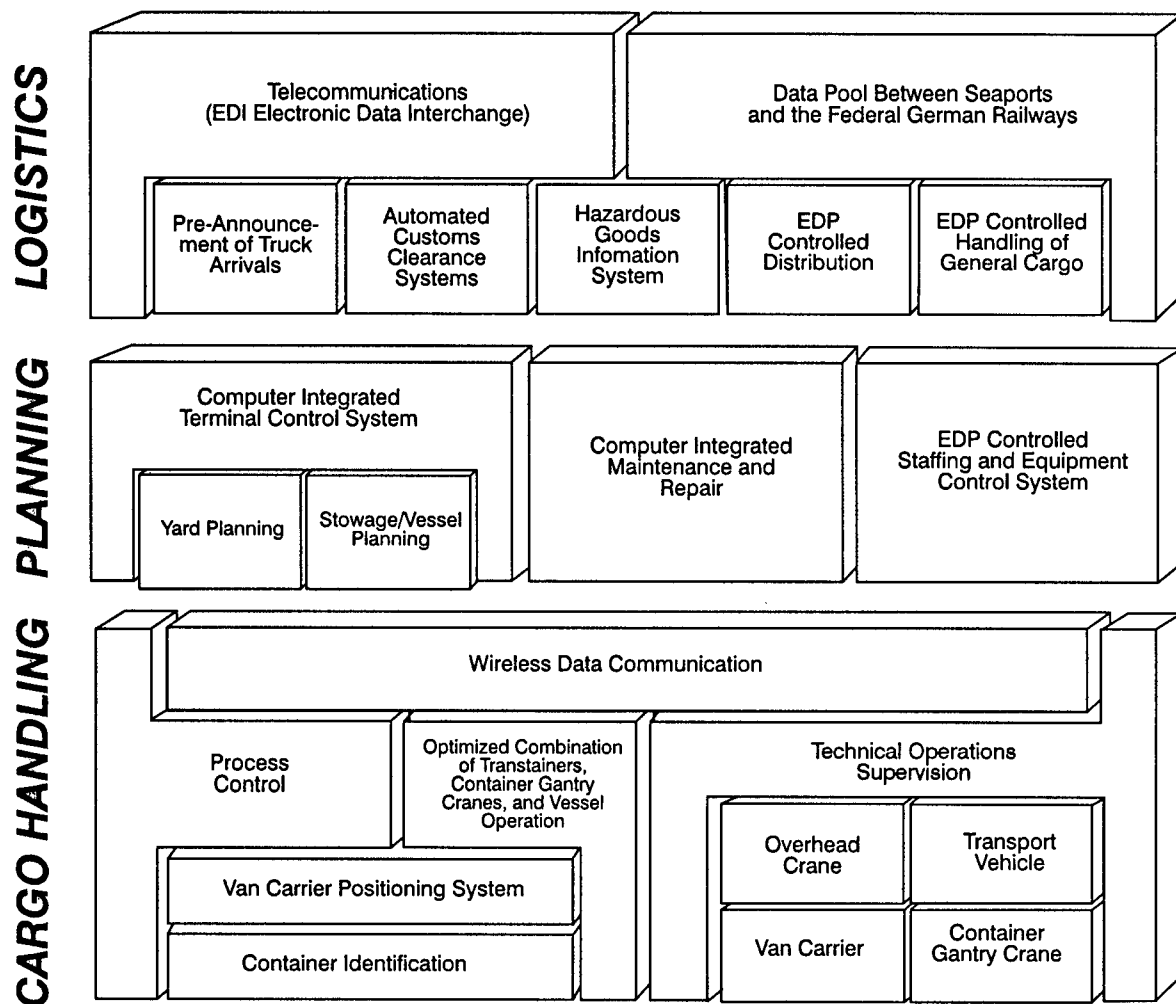 LOGISTICS
Telecommunications
(EDI Electronic Data Interchange)
Data Pool Between Seaports
and the Federal German Railways
Pre-Announce-
ment of Truck
Arrivals
Automated
Customs
Clearance
Systems
Hazardous
Goods
Infomation
System
EDP
Controlled
Distribution
EDP Controlled
Handling of
General Cargo
PLANNING
Computer Integrated
Terminal Control System
Yard Planning
Stowage/Vessel
Planning
Computer Integrated
Maintenance and
Repair
EDP Controlled
Staffing and Equipment
Control System
CARGO HANDLING
Wireless Data Communication
Process
Control
Optimized Combination
of Transtainers,
Container Gantry
Cranes, and Vessel
Operation
Technical Operations
Supervision
Van Carrier Positioning System
Container Identification
Overhead
Crane
Transport
Vehicle
Van Carrier
Container
Gantry Crane